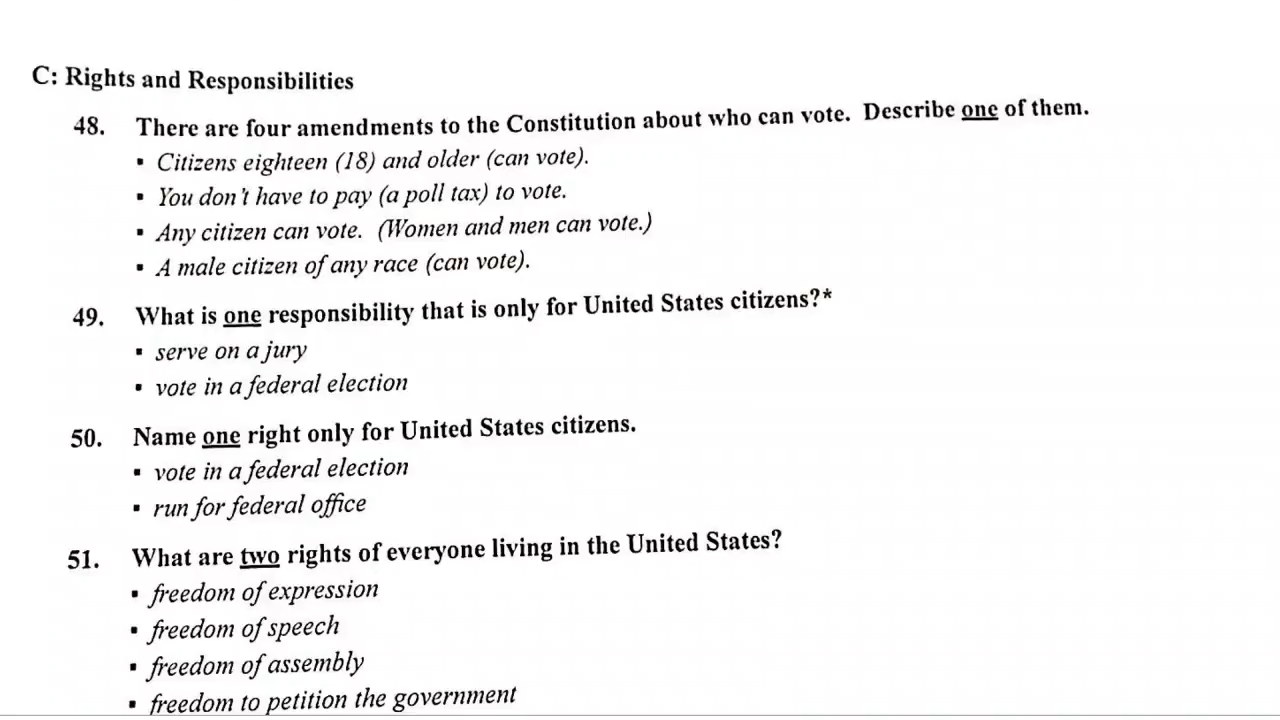 C: Rights and Responsibilities
48. There are four amendments to the Constitution about who can vote. Describe one of them.
▪ Citizens eighteen (18) and older (can vote).
▪ You don't have to pay (a poll tax) to vote.
▪ Any citizen can vote. (Women and men can vote.)
▪ A male citizen of any race (can vote).
49. What is one responsibility that is only for United States citizens?*
▪ serve on a jury
▪ vote in a federal election
50. Name one right only for United States citizens.
▪ vote in a federal election
▪ run for federal office
51. What are two rights of everyone living in the United States?
▪ freedom of expression
▪ freedom of speech
▪ freedom of assembly
▪ freedom to petition the government